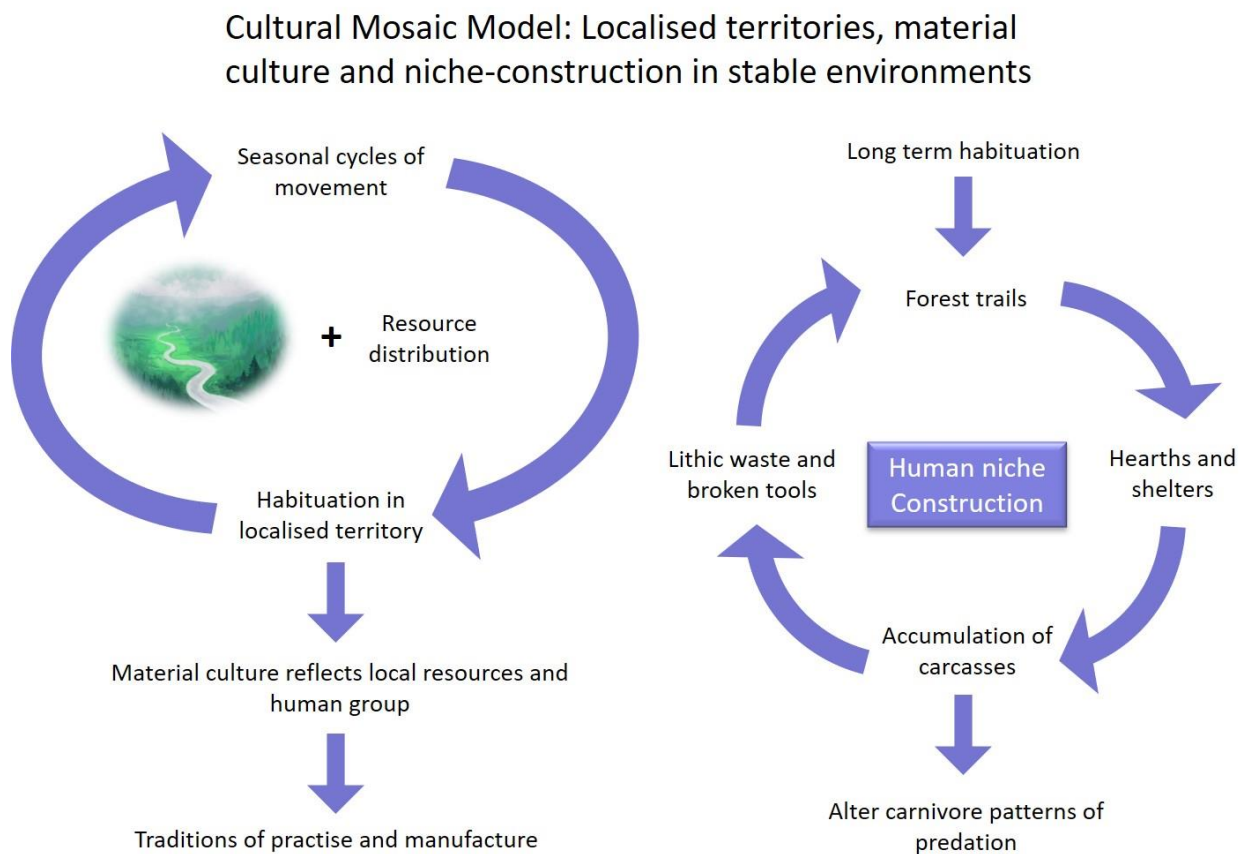 Cultural Mosaic Model: Localised territories, material
culture and niche-construction in stable environments
Seasonal cycles of
movement
+
Resource
distribution
Habituation in
localised territory
Material culture reflects local resources and
human group
Traditions of practise and manufacture
Long term habituation
Forest trails
Hearths and
shelters
Accumulation of
carcasses
Lithic waste and
broken tools
Human niche
Construction
Alter carnivore patterns of
predation